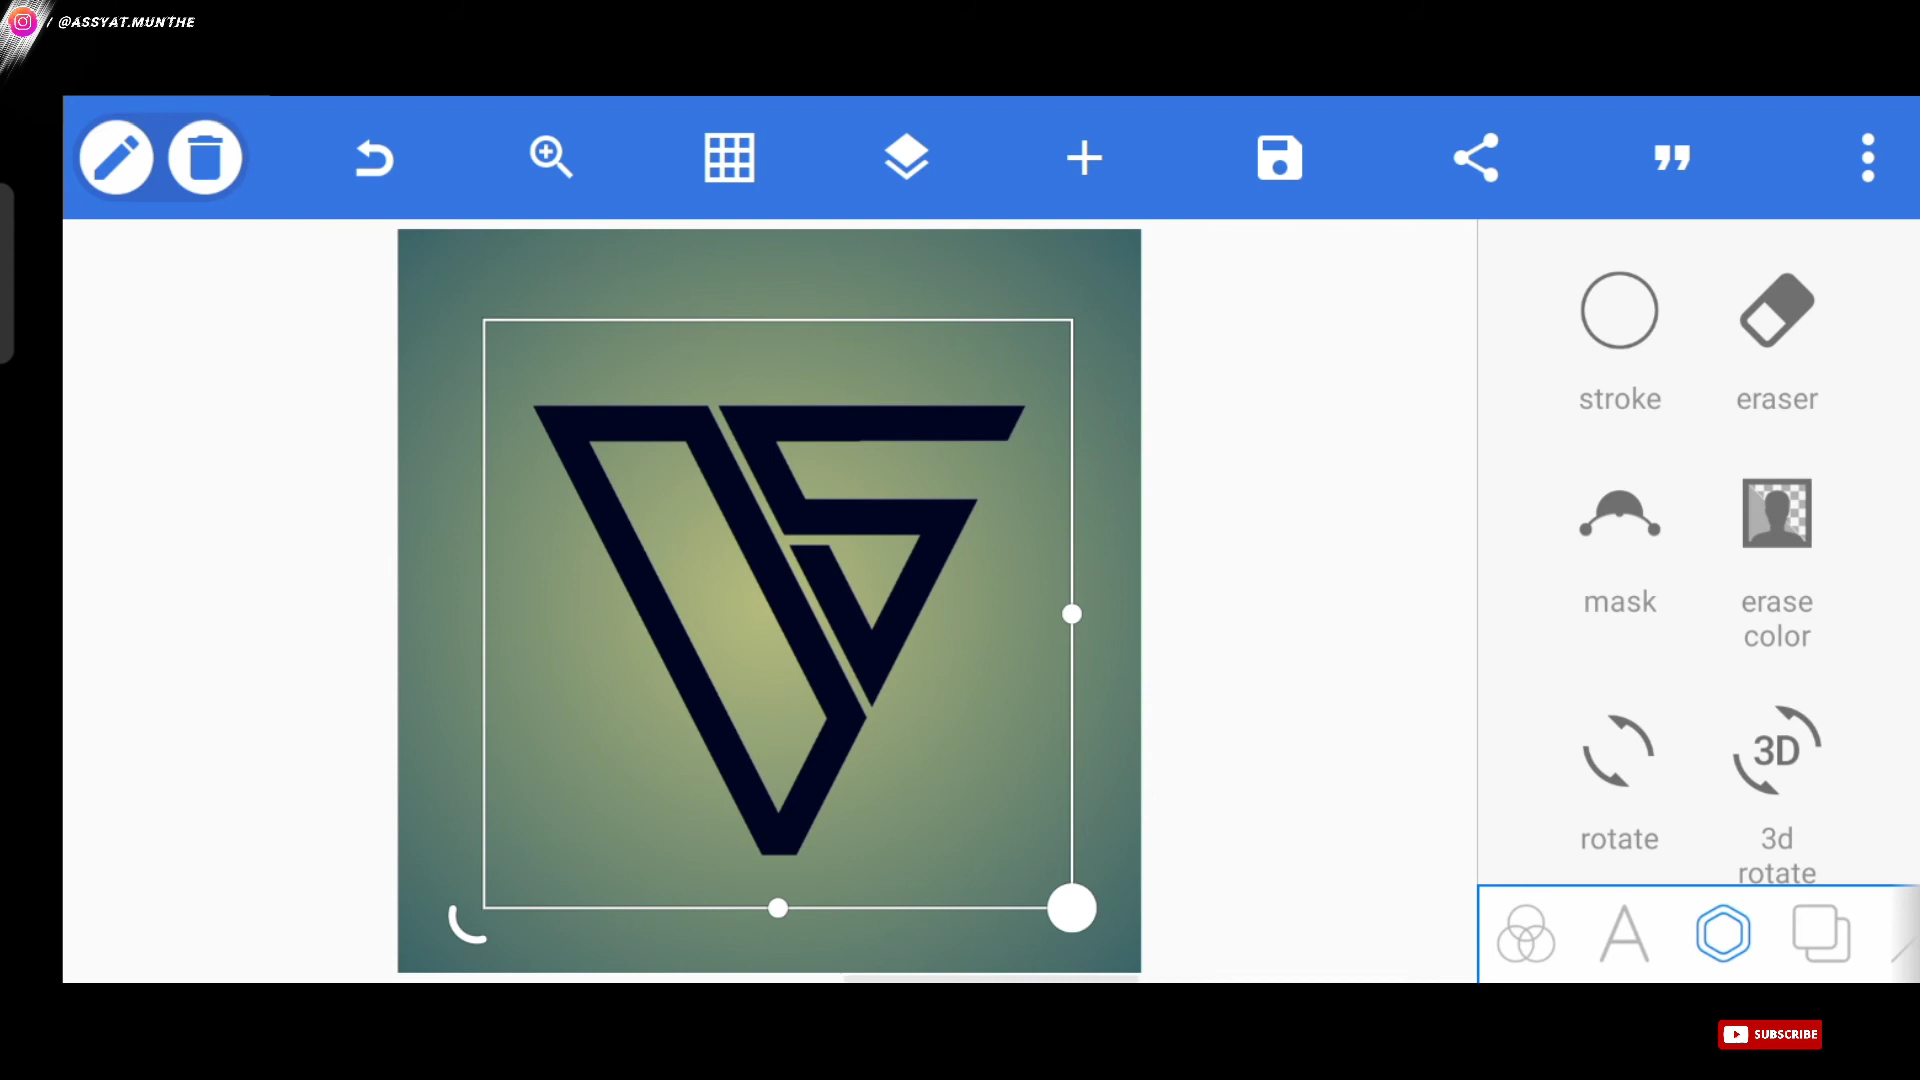 / @ASSYAT.MUNTHE
stroke
eraser
mask
erase
color
rotate
3D
3d
rotate
A
SUBSCRIBE